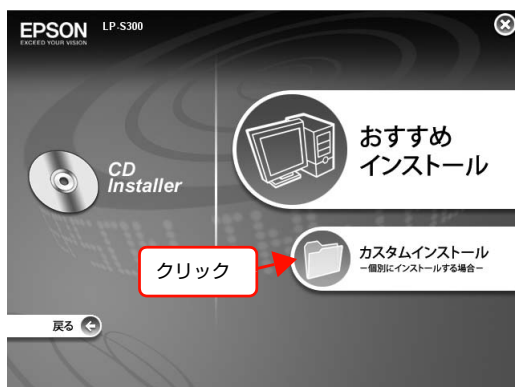 EPSON
EXCEED YOUR VISION
LP-S300
CD
Installer
おすすめ
インストール
クリック
カスタムインストール
－個別にインストールする場合－
戻る